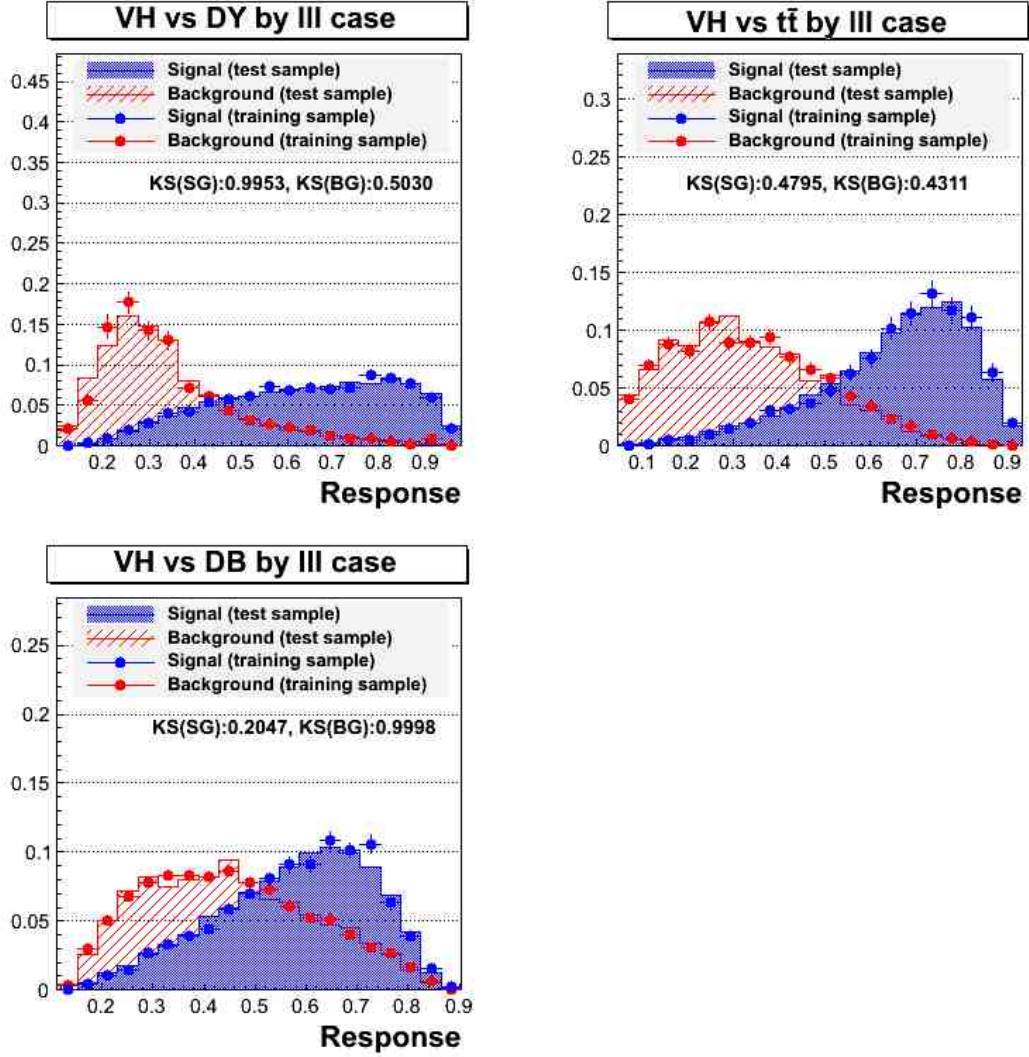 VH vs DY by III case
Signal (test sample)
Background (test sample)
Signal (training sample)
Background (training sample)
KS(SG):0.9953, KS(BG):0.5030
0.45
0.4
0.35
0.3
0.25
0.2
0.15
0.1
0.05
0
0.2 0.3 0.4 0.5 0.6 0.7 0.8 0.9
Response
VH vs tt̄ by III case
Signal (test sample)
Background (test sample)
Signal (training sample)
Background (training sample)
KS(SG):0.4795, KS(BG):0.4311
0.3
0.25
0.2
0.15
0.1
0.05
0
0.1 0.2 0.3 0.4 0.5 0.6 0.7 0.8 0.9
Response
VH vs DB by III case
Signal (test sample)
Background (test sample)
Signal (training sample)
Background (training sample)
KS(SG):0.2047, KS(BG):0.9998
0.25
0.2
0.15
0.1
0.05
0
0.2 0.3 0.4 0.5 0.6 0.7 0.8 0.9
Response